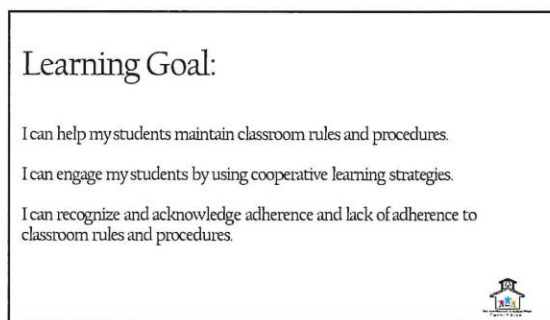 Learning Goal:
I can help my students maintain classroom rules and procedures.
I can engage my students by using cooperative learning strategies.
I can recognize and acknowledge adherence and lack of adherence to
classroom rules and procedures.